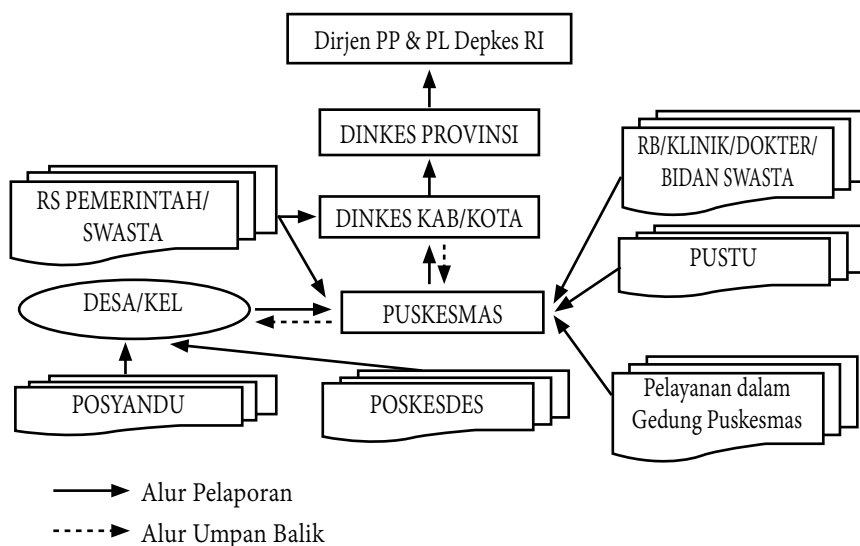 Dirjen PP & PL Depkes RI
DINKES PROVINSI
RB/KLINIK/DOKTER/
BIDAN SWASTA
RS PEMERINTAH/
SWASTA
DINKES KAB/KOTA
PUSTU
DESA/KEL
PUSKESMAS
POSYANDU
POSKESDES
Pelayanan dalam
Gedung Puskesmas
Alur Pelaporan
Alur Umpan Balik